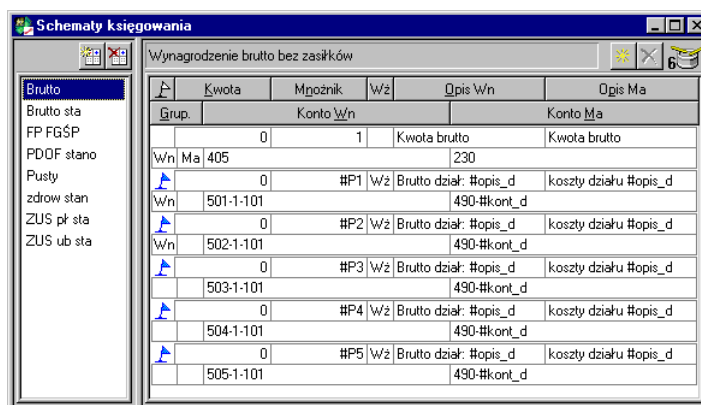 Schematy księgowania
Wynagrodzenie brutto bez zasiłków
6
Brutto
Brutto sta
FP FGŚP
PDOF stano
Pusty
zdrow stan
ZUS pł sta
ZUS ub sta
Kwota Mnożnik Wż Opis Wn Opis Ma
Grup. Konto Wn Konto Ma
0 1 Kwota brutto Kwota brutto
Wn Ma 405 230
0 #P1 Wż Brutto dział: #opis_d koszty działu #opis_d
Wn 501-1-101 490-#kont_d
0 #P2 Wż Brutto dział: #opis_d koszty działu #opis_d
Wn 502-1-101 490-#kont_d
0 #P3 Wż Brutto dział: #opis_d koszty działu #opis_d
503-1-101 490-#kont_d
0 #P4 Wż Brutto dział: #opis_d koszty działu #opis_d
504-1-101 490-#kont_d
0 #P5 Wż Brutto dział: #opis_d koszty działu #opis_d
505-1-101 490-#kont_d